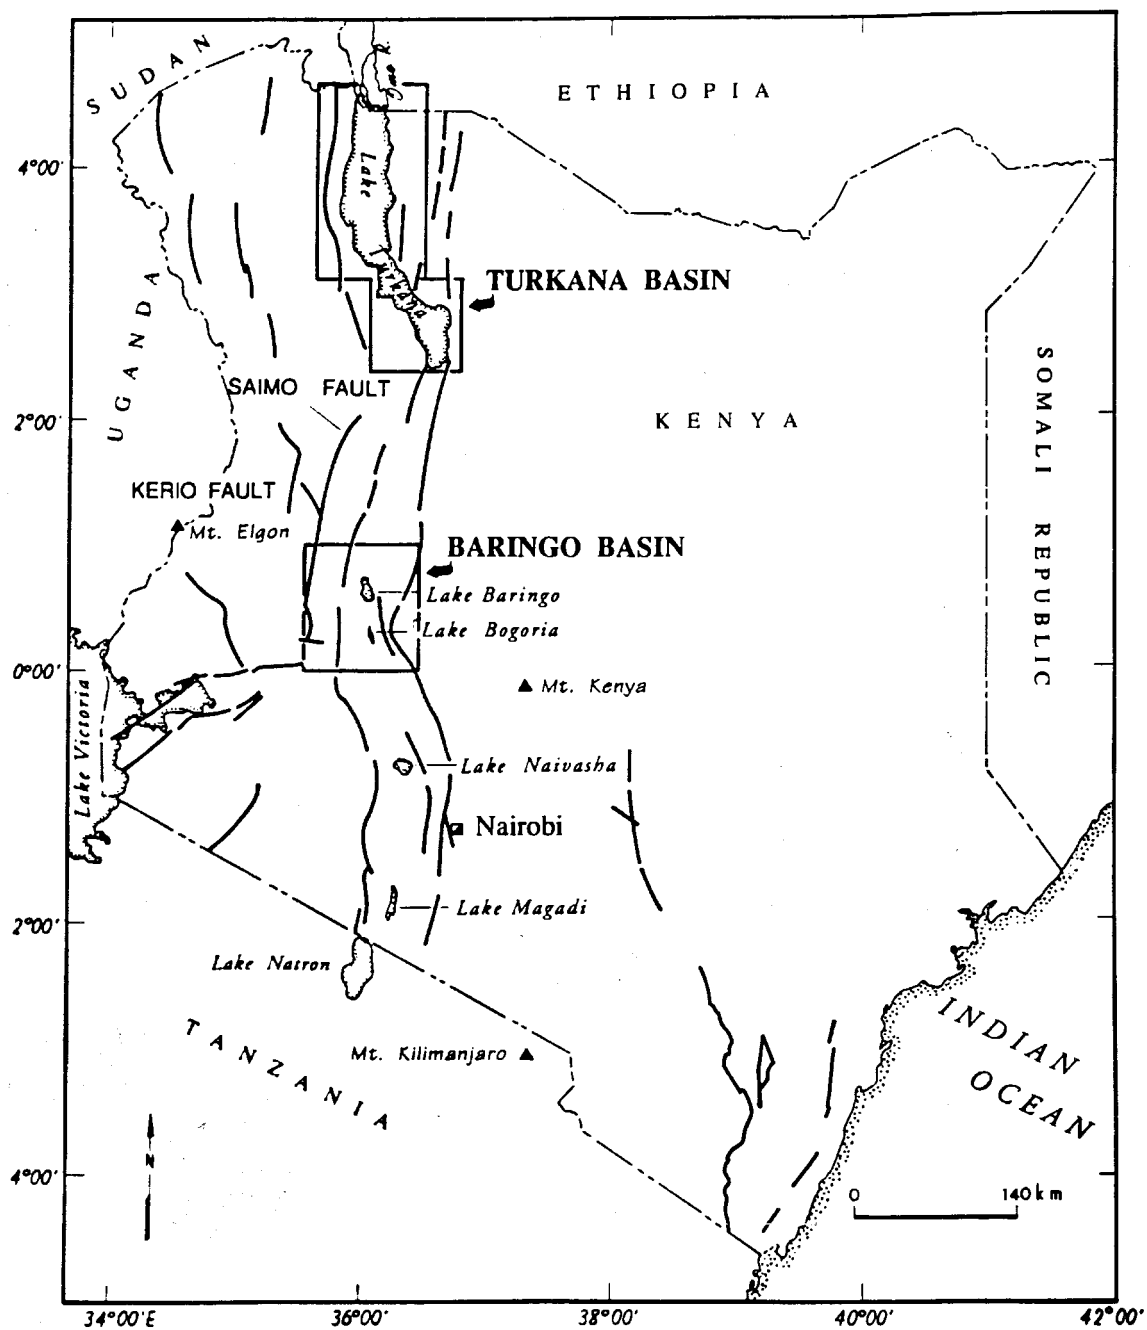 SUDAN
ETHIOPIA
4°00'
Lake
TURKANA BASIN
UGANDA
SAIMO FAULT
2°00'
KENYA
SOMALI REPUBLIC
KERIO FAULT
Mt. Elgon
BARINGO BASIN
Lake Baringo
Lake Bogoria
0°00'
Mt. Kenya
Lake Victoria
Lake Naivasha
Nairobi
Lake Magadi
2°00'
Lake Natron
INDIAN
OCEAN
TANZANIA
Mt. Kilimanjaro
N
4°00'
0 140km
34°00'E 36°00' 38°00' 40°00' 42°00'